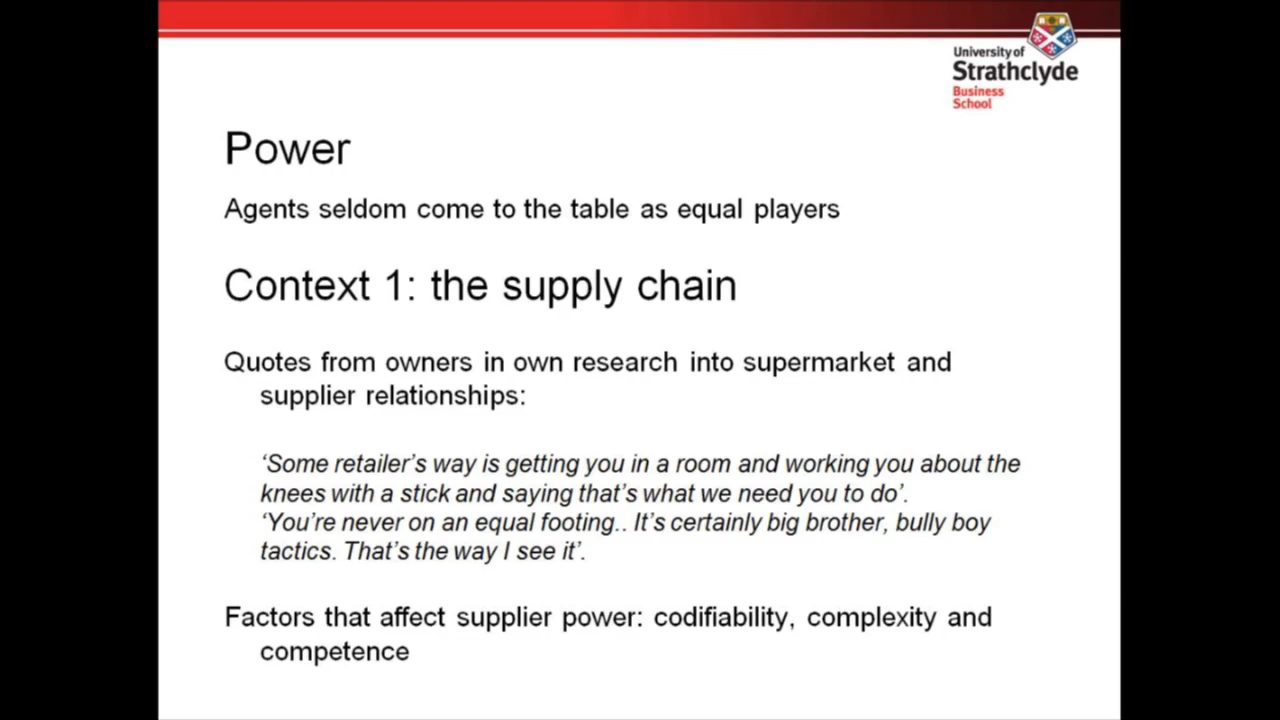 University of
Strathclyde
Business
School
Power
Agents seldom come to the table as equal players
Context 1: the supply chain
Quotes from owners in own research into supermarket and
supplier relationships:
‘Some retailer’s way is getting you in a room and working you about the
knees with a stick and saying that’s what we need you to do’.
‘You’re never on an equal footing.. It’s certainly big brother, bully boy
tactics. That’s the way I see it’.
Factors that affect supplier power: codifiability, complexity and
competence